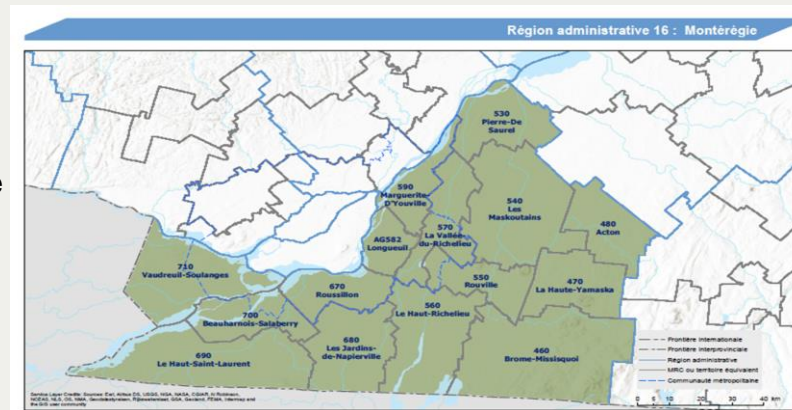 Région administrative 16 : Montérégie
530
Pierre-De
Saurel
590
Marguerite-
D'Youville
540
Les
Maskoutains
570
La Vallée-
du-Richelieu
480
Acton
AG582
Longueuil
710
Vaudreuil-Soulanges
670
Roussillon
550
Rouville
470
La Haute-Yamaska
700
Beauharnois-Salaberry
560
Le Haut-Richelieu
680
Les Jardins-
de-Napierville
690
Le Haut-Saint-Laurent
460
Brome-Missisquoi
Frontière internationale
Frontière interprovinciale
Région administrative
MRC ou territoire équivalent
Communauté métropolitaine
0 5 10 20 30 40 km
e